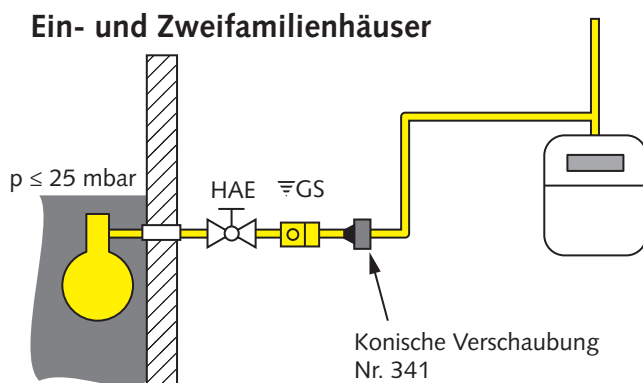 Ein- und Zweifamilienhäuser
p ≤ 25 mbar
HAE
GS
Konische Verschaubung
Nr. 341